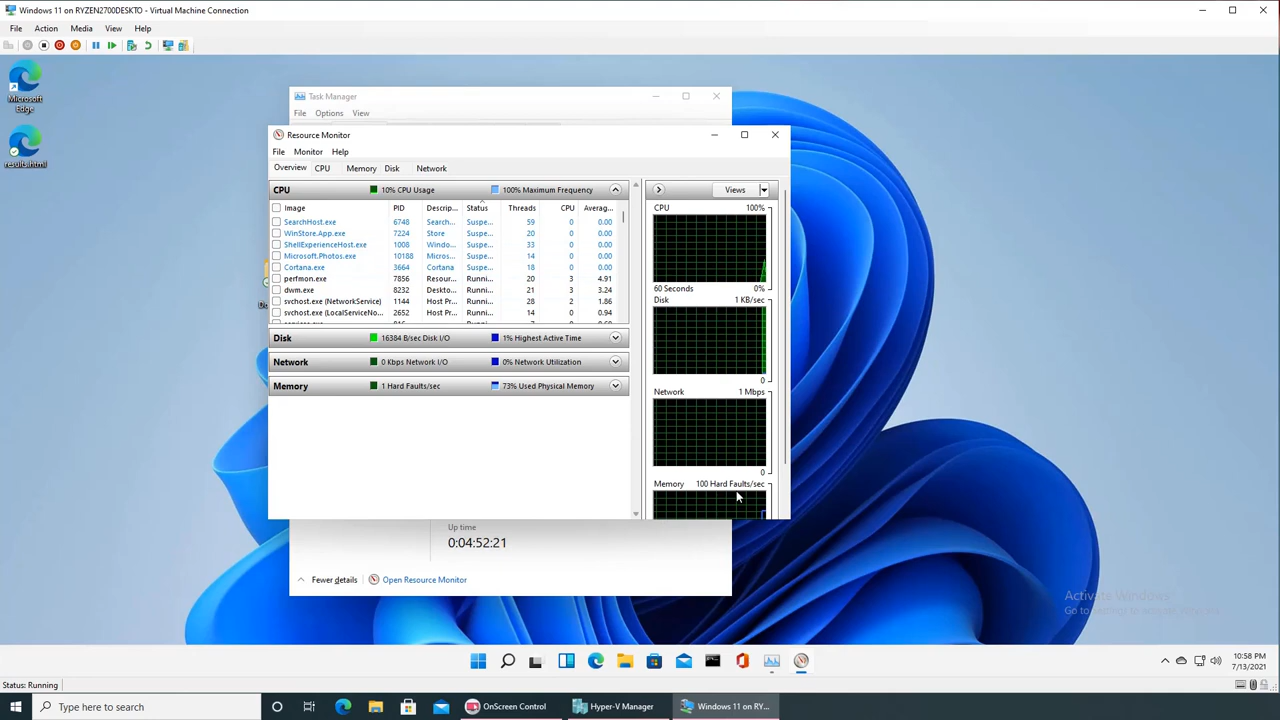 Windows 11 on RYZEN2700DESKTO - Virtual Machine Connection
File Action Media View Help
Microsoft Edge
results.html
Task Manager
File Options View
Resource Monitor
File Monitor Help
Overview CPU Memory Disk Network
CPU 10% CPU Usage 100% Maximum Frequency
Image PID Descrip... Status Threads CPU Averag...
SearchHost.exe 6748 Search... Suspe... 59 0 0.00
WinStore.App.exe 7224 Store Suspe... 20 0 0.00
ShellExperienceHost.exe 1008 Windo... Suspe... 33 0 0.00
Microsoft.Photos.exe 10188 Micros... Suspe... 14 0 0.00
Cortana.exe 3664 Cortana Suspe... 18 0 0.00
perfmon.exe 7856 Resour... Runni... 20 3 4.91
dwm.exe 8232 Deskto... Runni... 21 3 3.24
svchost.exe (NetworkService) 1144 Host Pr... Runni... 28 2 1.86
svchost.exe (LocalServiceNo... 2652 Host Pr... Runni... 14 0 0.94
Disk 16384 B/sec Disk I/O 1% Highest Active Time
Network 0 Kbps Network I/O 0% Network Utilization
Memory 1 Hard Faults/sec 73% Used Physical Memory
Views
CPU 100%
60 Seconds 0%
Disk 1 KB/sec
0
Network 1 Mbps
0
Memory 100 Hard Faults/sec
Up time
0:04:52:21
Fewer details Open Resource Monitor
Activate Windows
Go to Settings to activate Windows.
10:58 PM
7/13/2021
Status: Running
Type here to search
OnScreen Control
Hyper-V Manager
Windows 11 on RY...